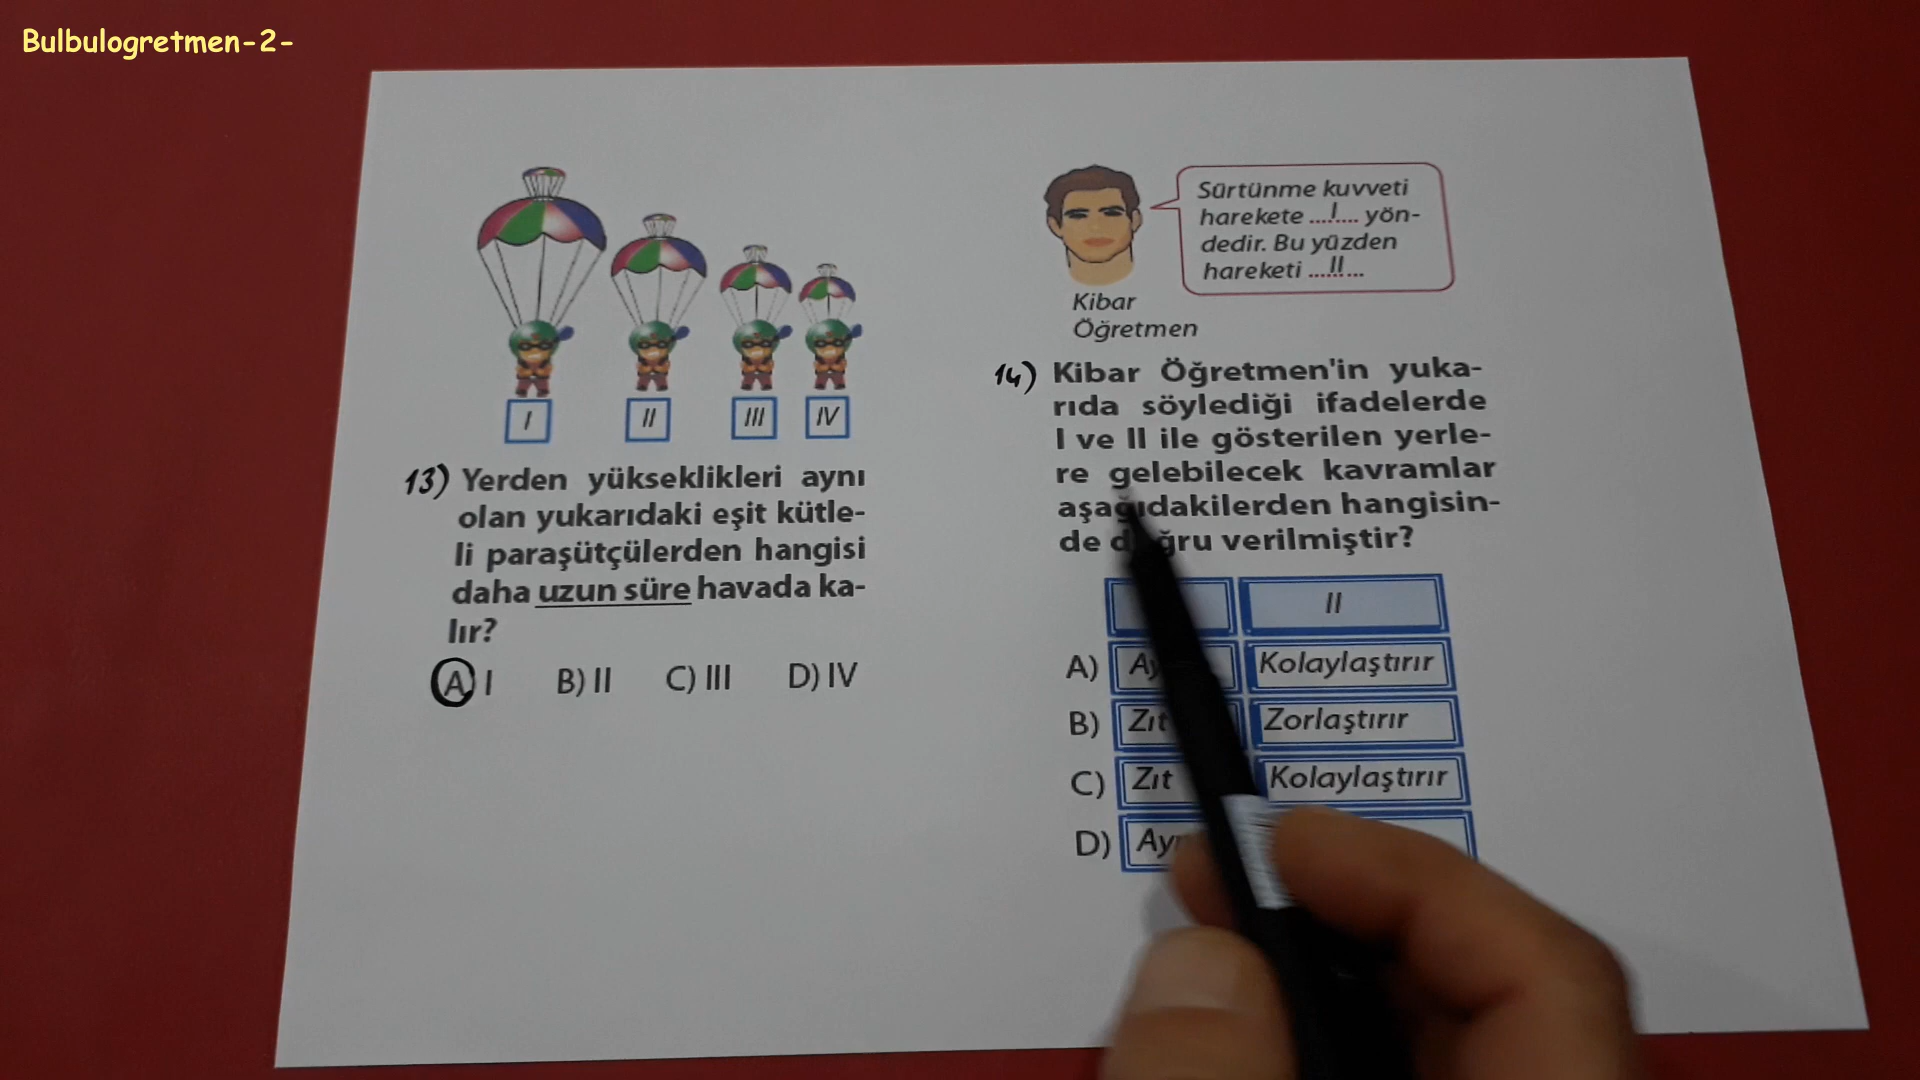 Bulbulogretmen-2-
I
II
III
IV
13) Yerden yükseklikleri aynı
olan yukarıdaki eşit kütle-
li paraşütçülerden hangisi
daha uzun süre havada ka-
lır?
A) I B) II C) III D) IV
Sürtünme kuvveti
harekete ....I.... yön-
dedir. Bu yüzden
hareketi ......II...
Kibar
Öğretmen
14) Kibar Öğretmen'in yuka-
rıda söylediği ifadelerde
I ve II ile gösterilen yerle-
re gelebilecek kavramlar
aşağıdakilerden hangisin-
de doğru verilmiştir?
II
A) Kolaylaştırır
B) Zıt Zorlaştırır
C) Zıt Kolaylaştırır
D)